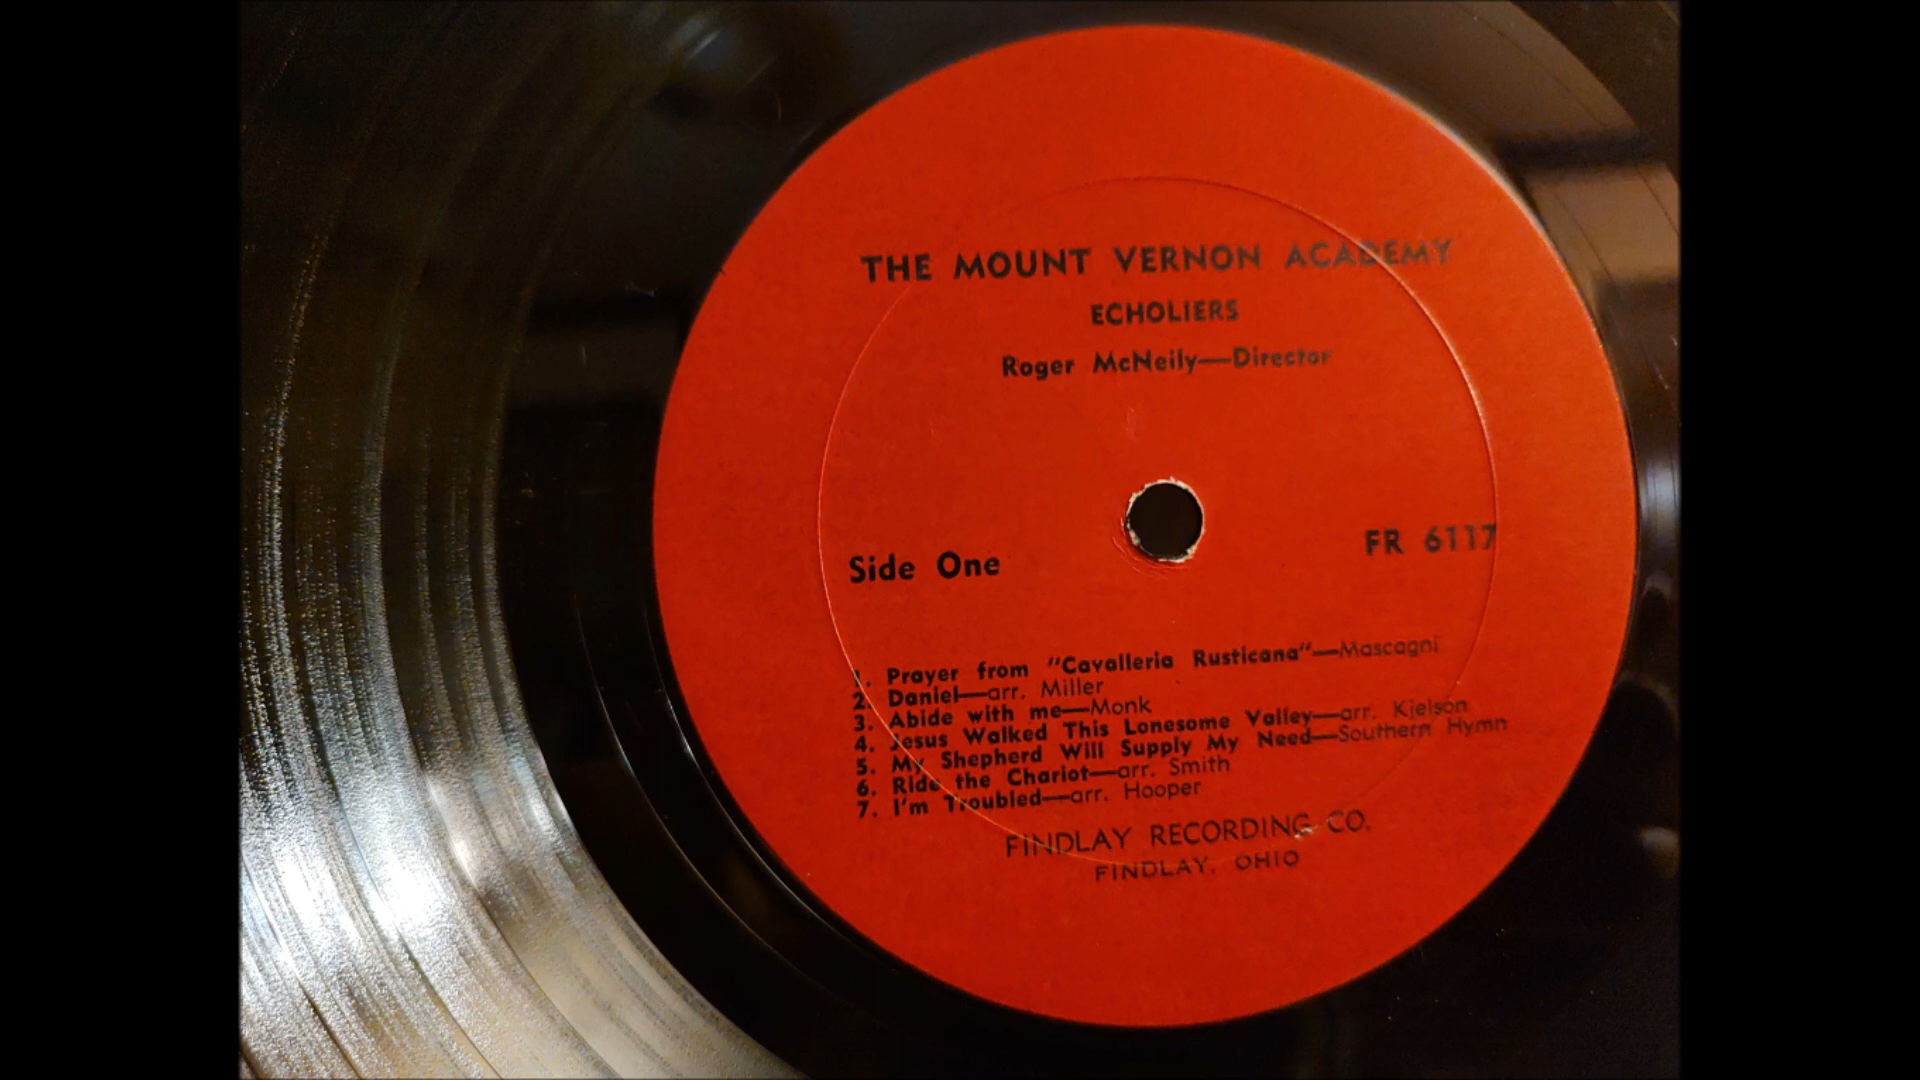 THE MOUNT VERNON ACADEMY
ECHOLIERS
Roger McNeily—Director
Side One
FR 6117
1. Prayer from "Cavalleria Rusticana"—Mascagni
2. Daniel—arr. Miller
3. Abide with me—Monk
4. Jesus Walked This Lonesome Valley—arr. Kjelson
5. My Shepherd Will Supply My Need—Southern Hymn
6. Ride the Chariot—arr. Smith
7. I'm Troubled—arr. Hooper
FINDLAY RECORDING CO.
FINDLAY, OHIO